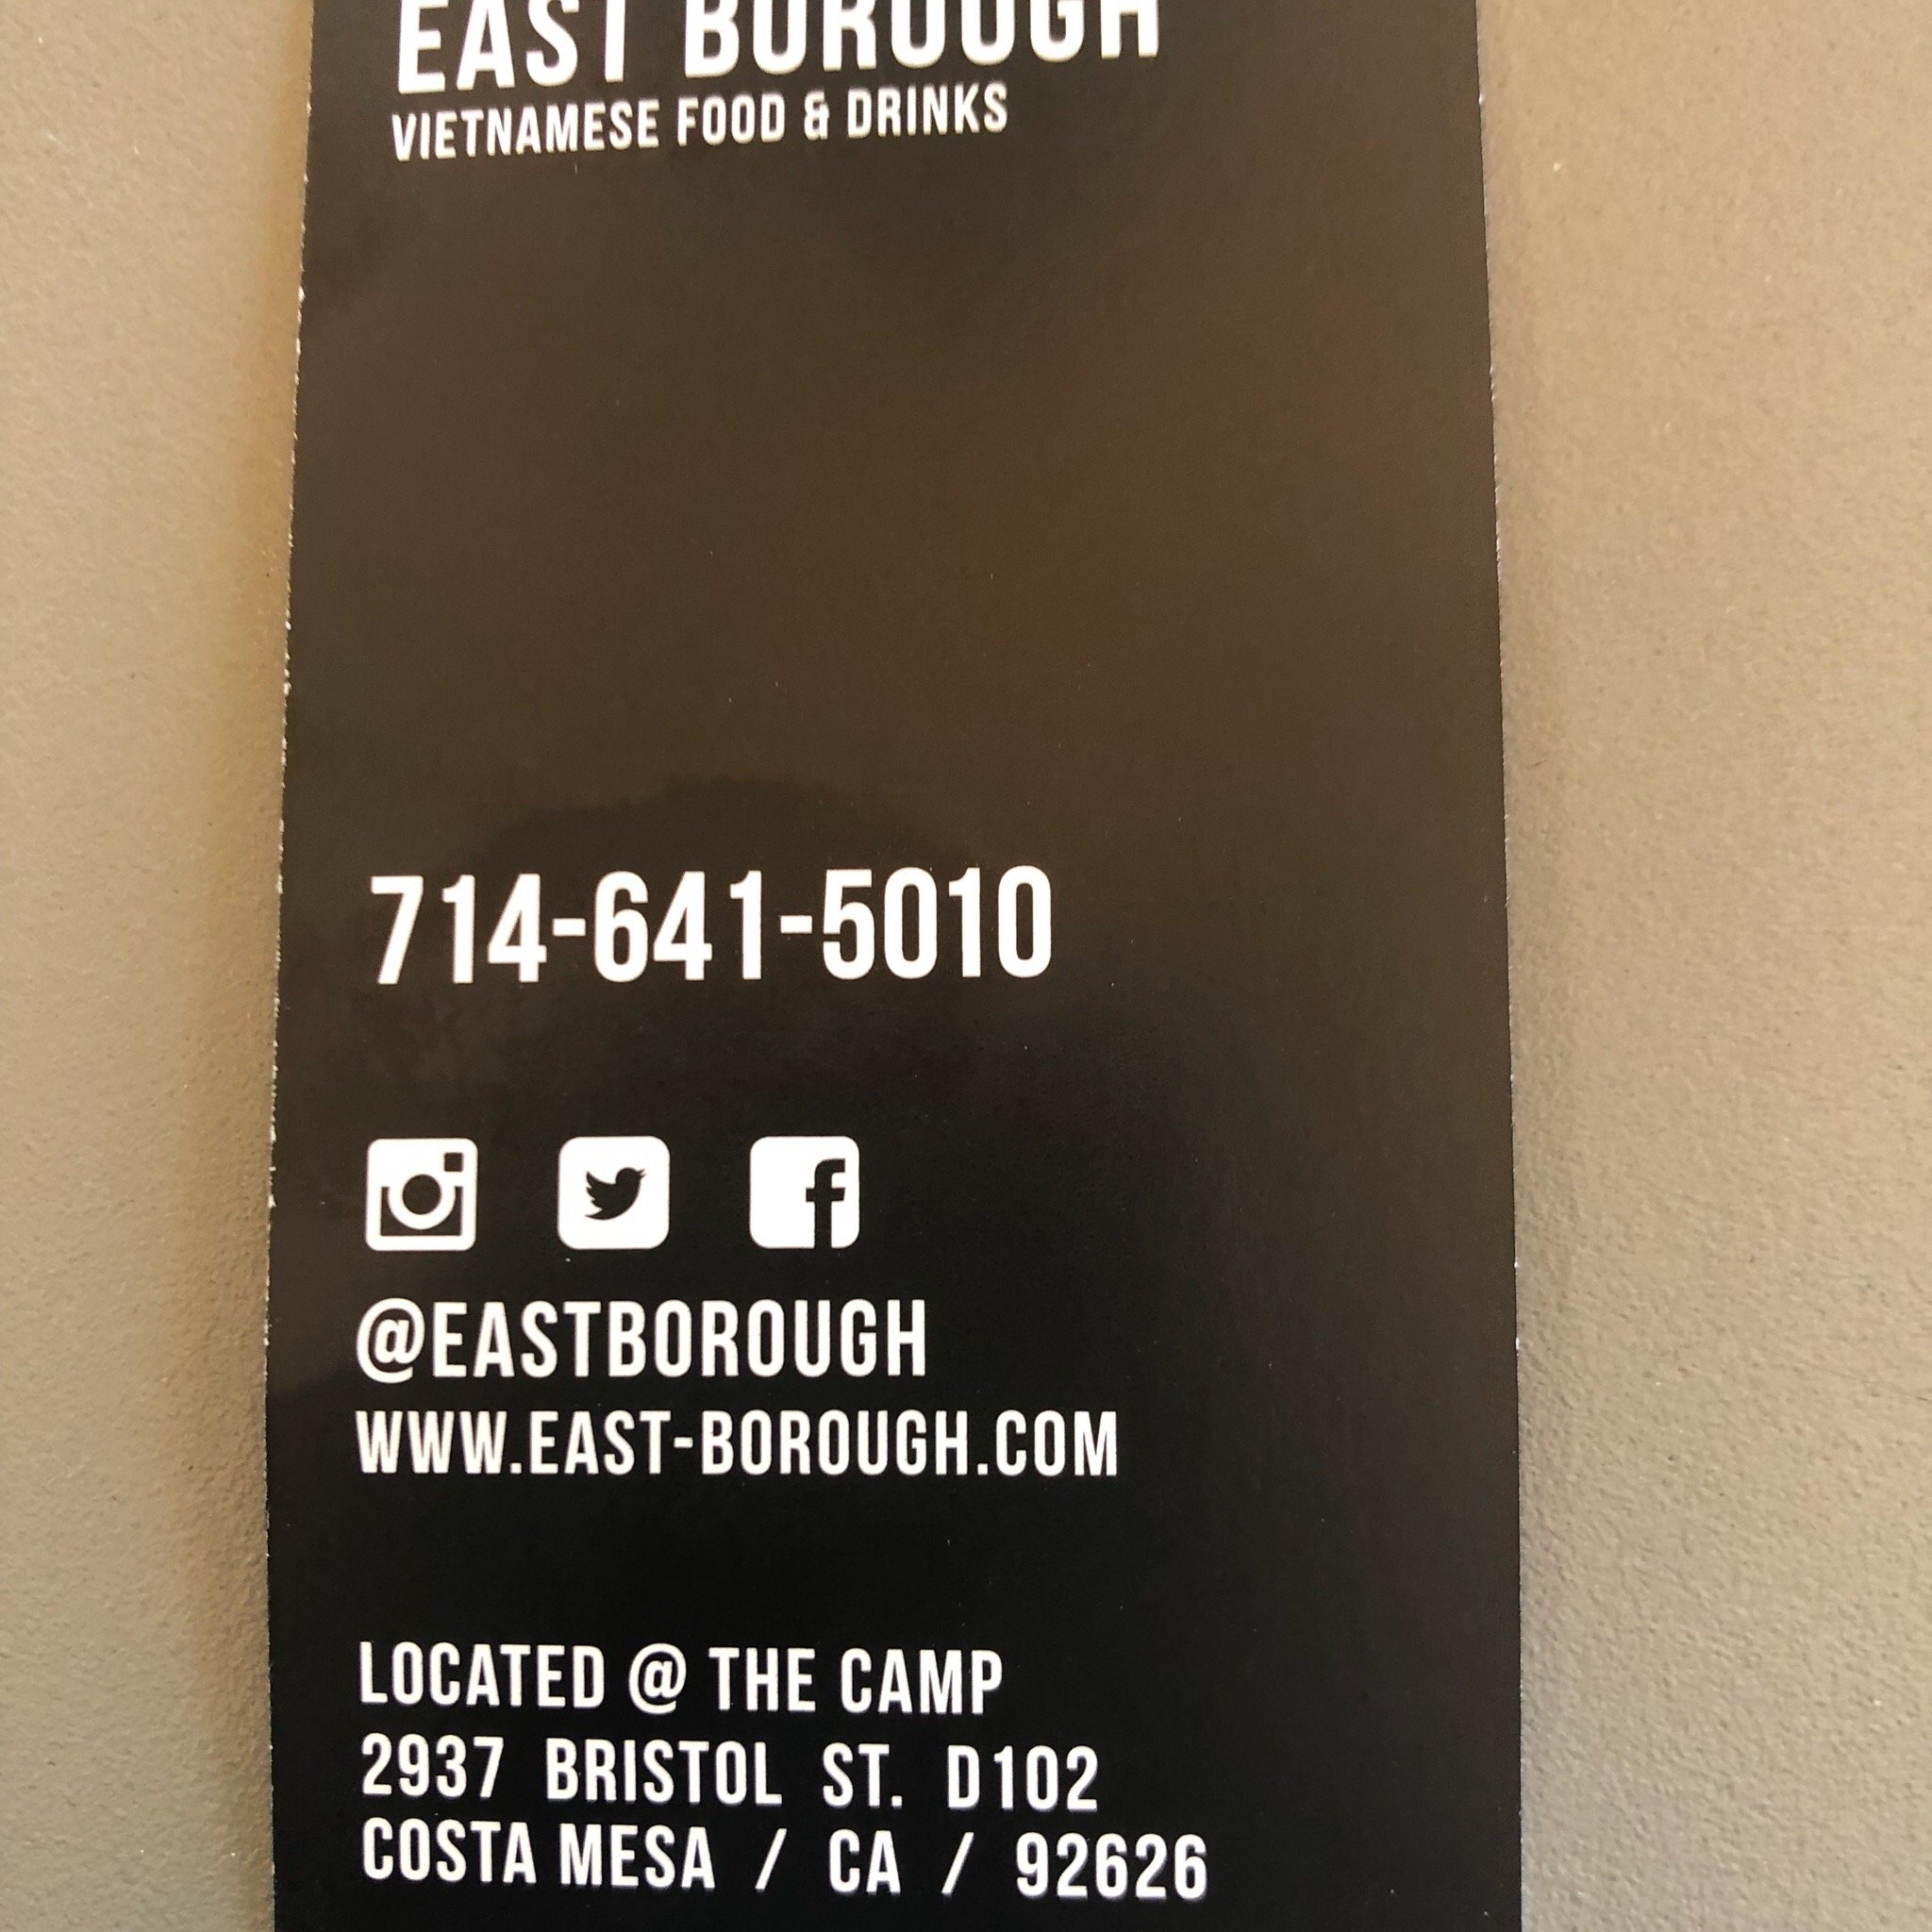 EAST BOROUGH
VIETNAMESE FOOD & DRINKS
714-641-5010
@EASTBOROUGH
WWW.EAST-BOROUGH.COM
LOCATED @ THE CAMP
2937 BRISTOL ST. D102
COSTA MESA / CA / 92626